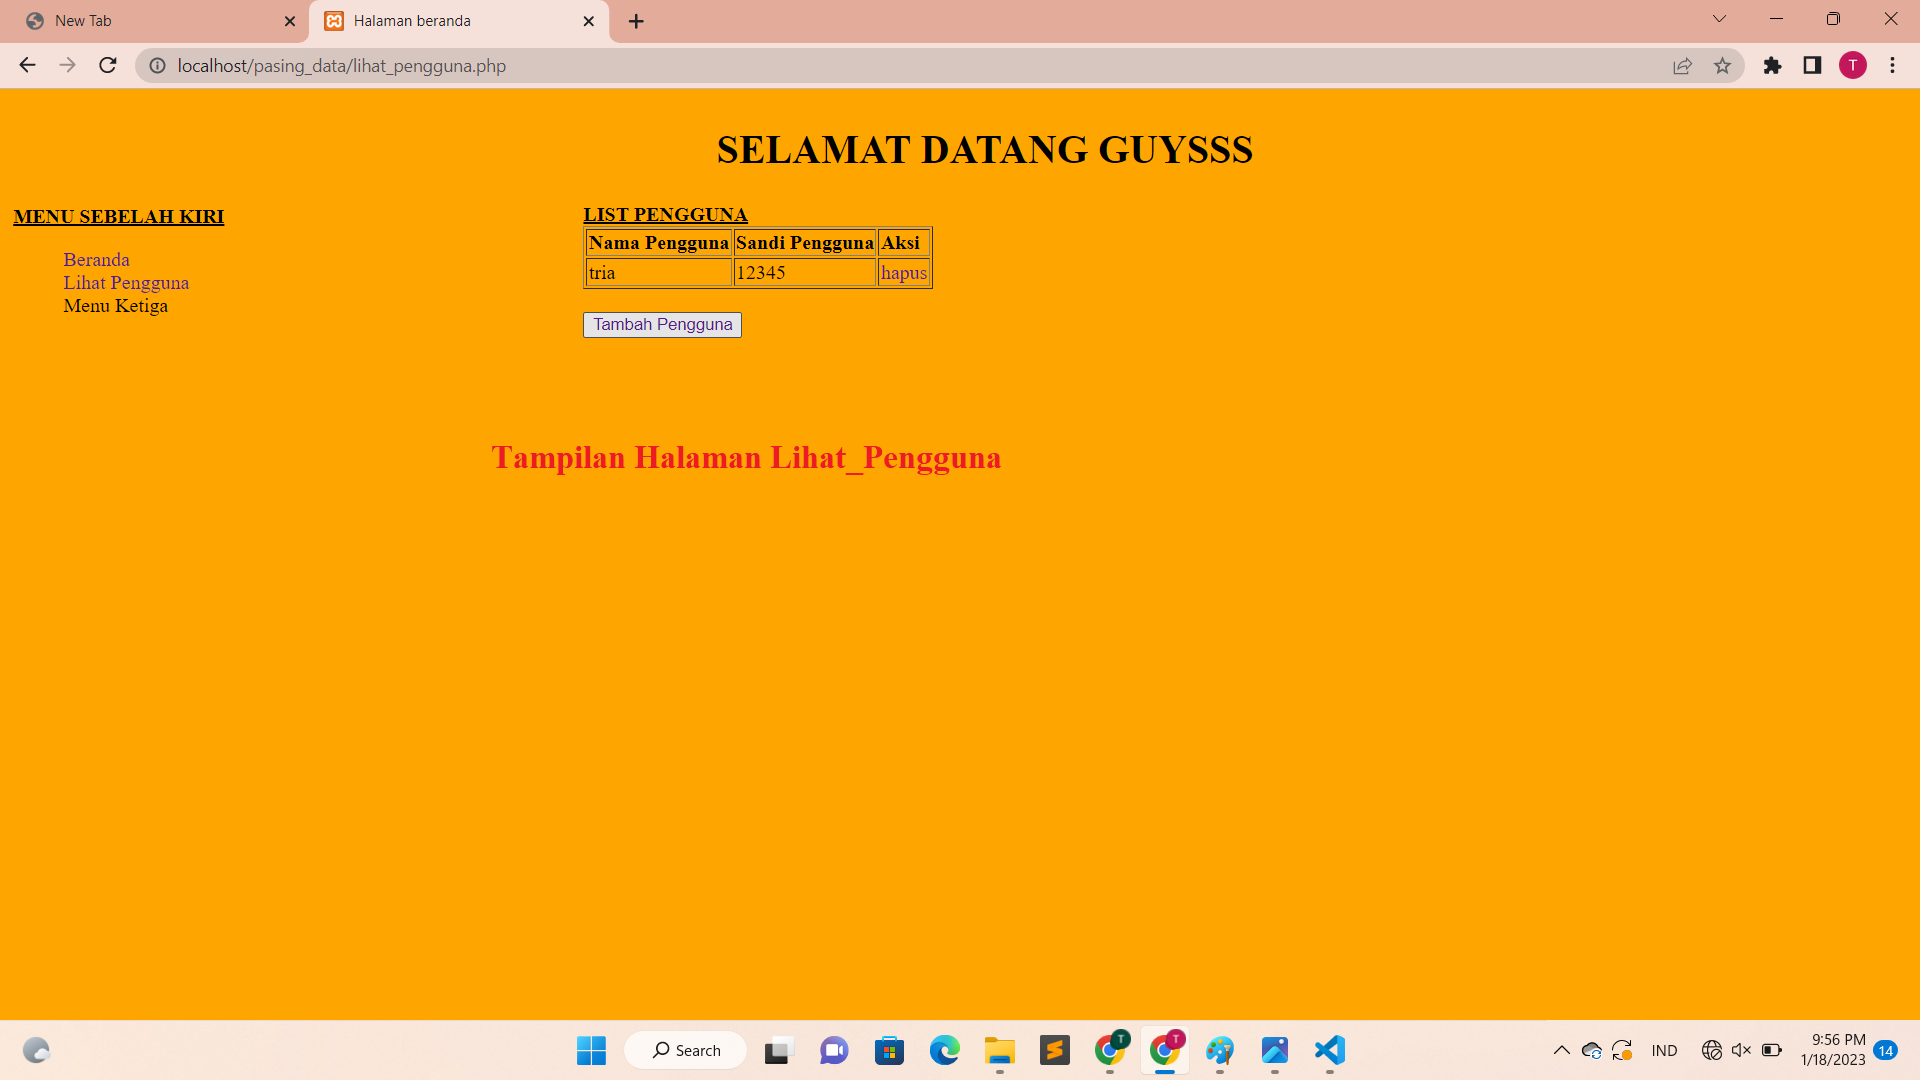 New Tab
Halaman beranda
localhost/pasing_data/lihat_pengguna.php
T
SELAMAT DATANG GUYSSS
MENU SEBELAH KIRI
Beranda
Lihat Pengguna
Menu Ketiga
LIST PENGGUNA
Nama Pengguna Sandi Pengguna Aksi
tria 12345 hapus
Tambah Pengguna
Tampilan Halaman Lihat_Pengguna
Search
T
T
IND
9:56 PM
1/18/2023
14